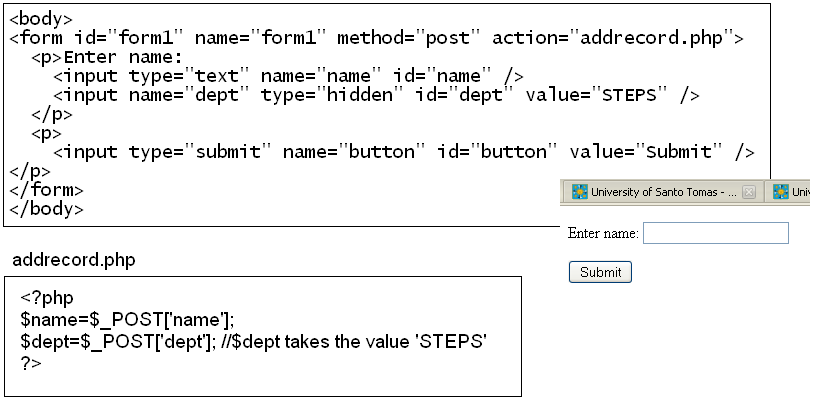 <body>
<form id="form1" name="form1" method="post" action="addrecord.php">
<p>Enter name:
<input type="text" name="name" id="name" />
<input name="dept" type="hidden" id="dept" value="STEPS" />
</p>
<p>
<input type="submit" name="button" id="button" value="Submit" />
</p>
</form>
</body>
University of Santo Tomas - ...
Univ
Enter name:
Submit
addrecord.php
<?php
$name=$_POST['name'];
$dept=$_POST['dept']; //$dept takes the value 'STEPS'
?>